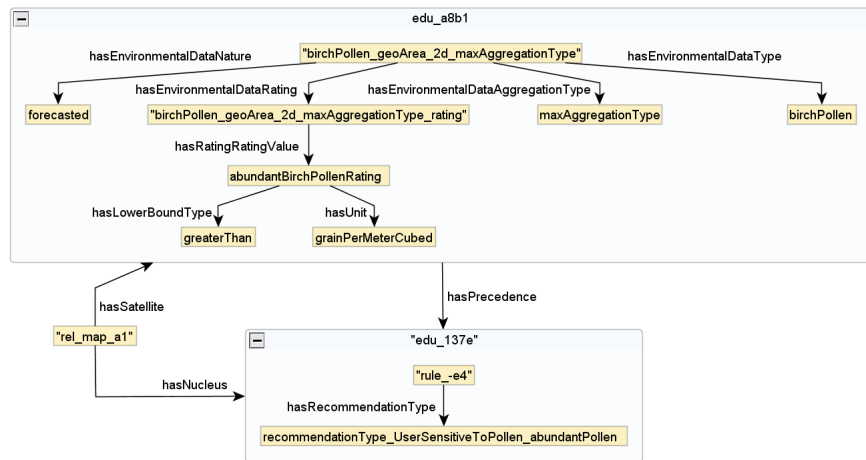 edu_a8b1
"birchPollen_geoArea_2d_maxAggregationType"
hasEnvironmentalDataNature
hasEnvironmentalDataType
hasEnvironmentalDataRating
hasEnvironmentalDataAggregationType
forecasted
"birchPollen_geoArea_2d_maxAggregationType_rating"
maxAggregationType
birchPollen
hasRatingRatingValue
abundantBirchPollenRating
hasLowerBoundType
hasUnit
greaterThan
grainPerMeterCubed
hasSatellite
hasPrecedence
"rel_map_a1"
"edu_137e"
"rule_-e4"
hasNucleus
hasRecommendationType
recommendationType_UserSensitiveToPollen_abundantPollen